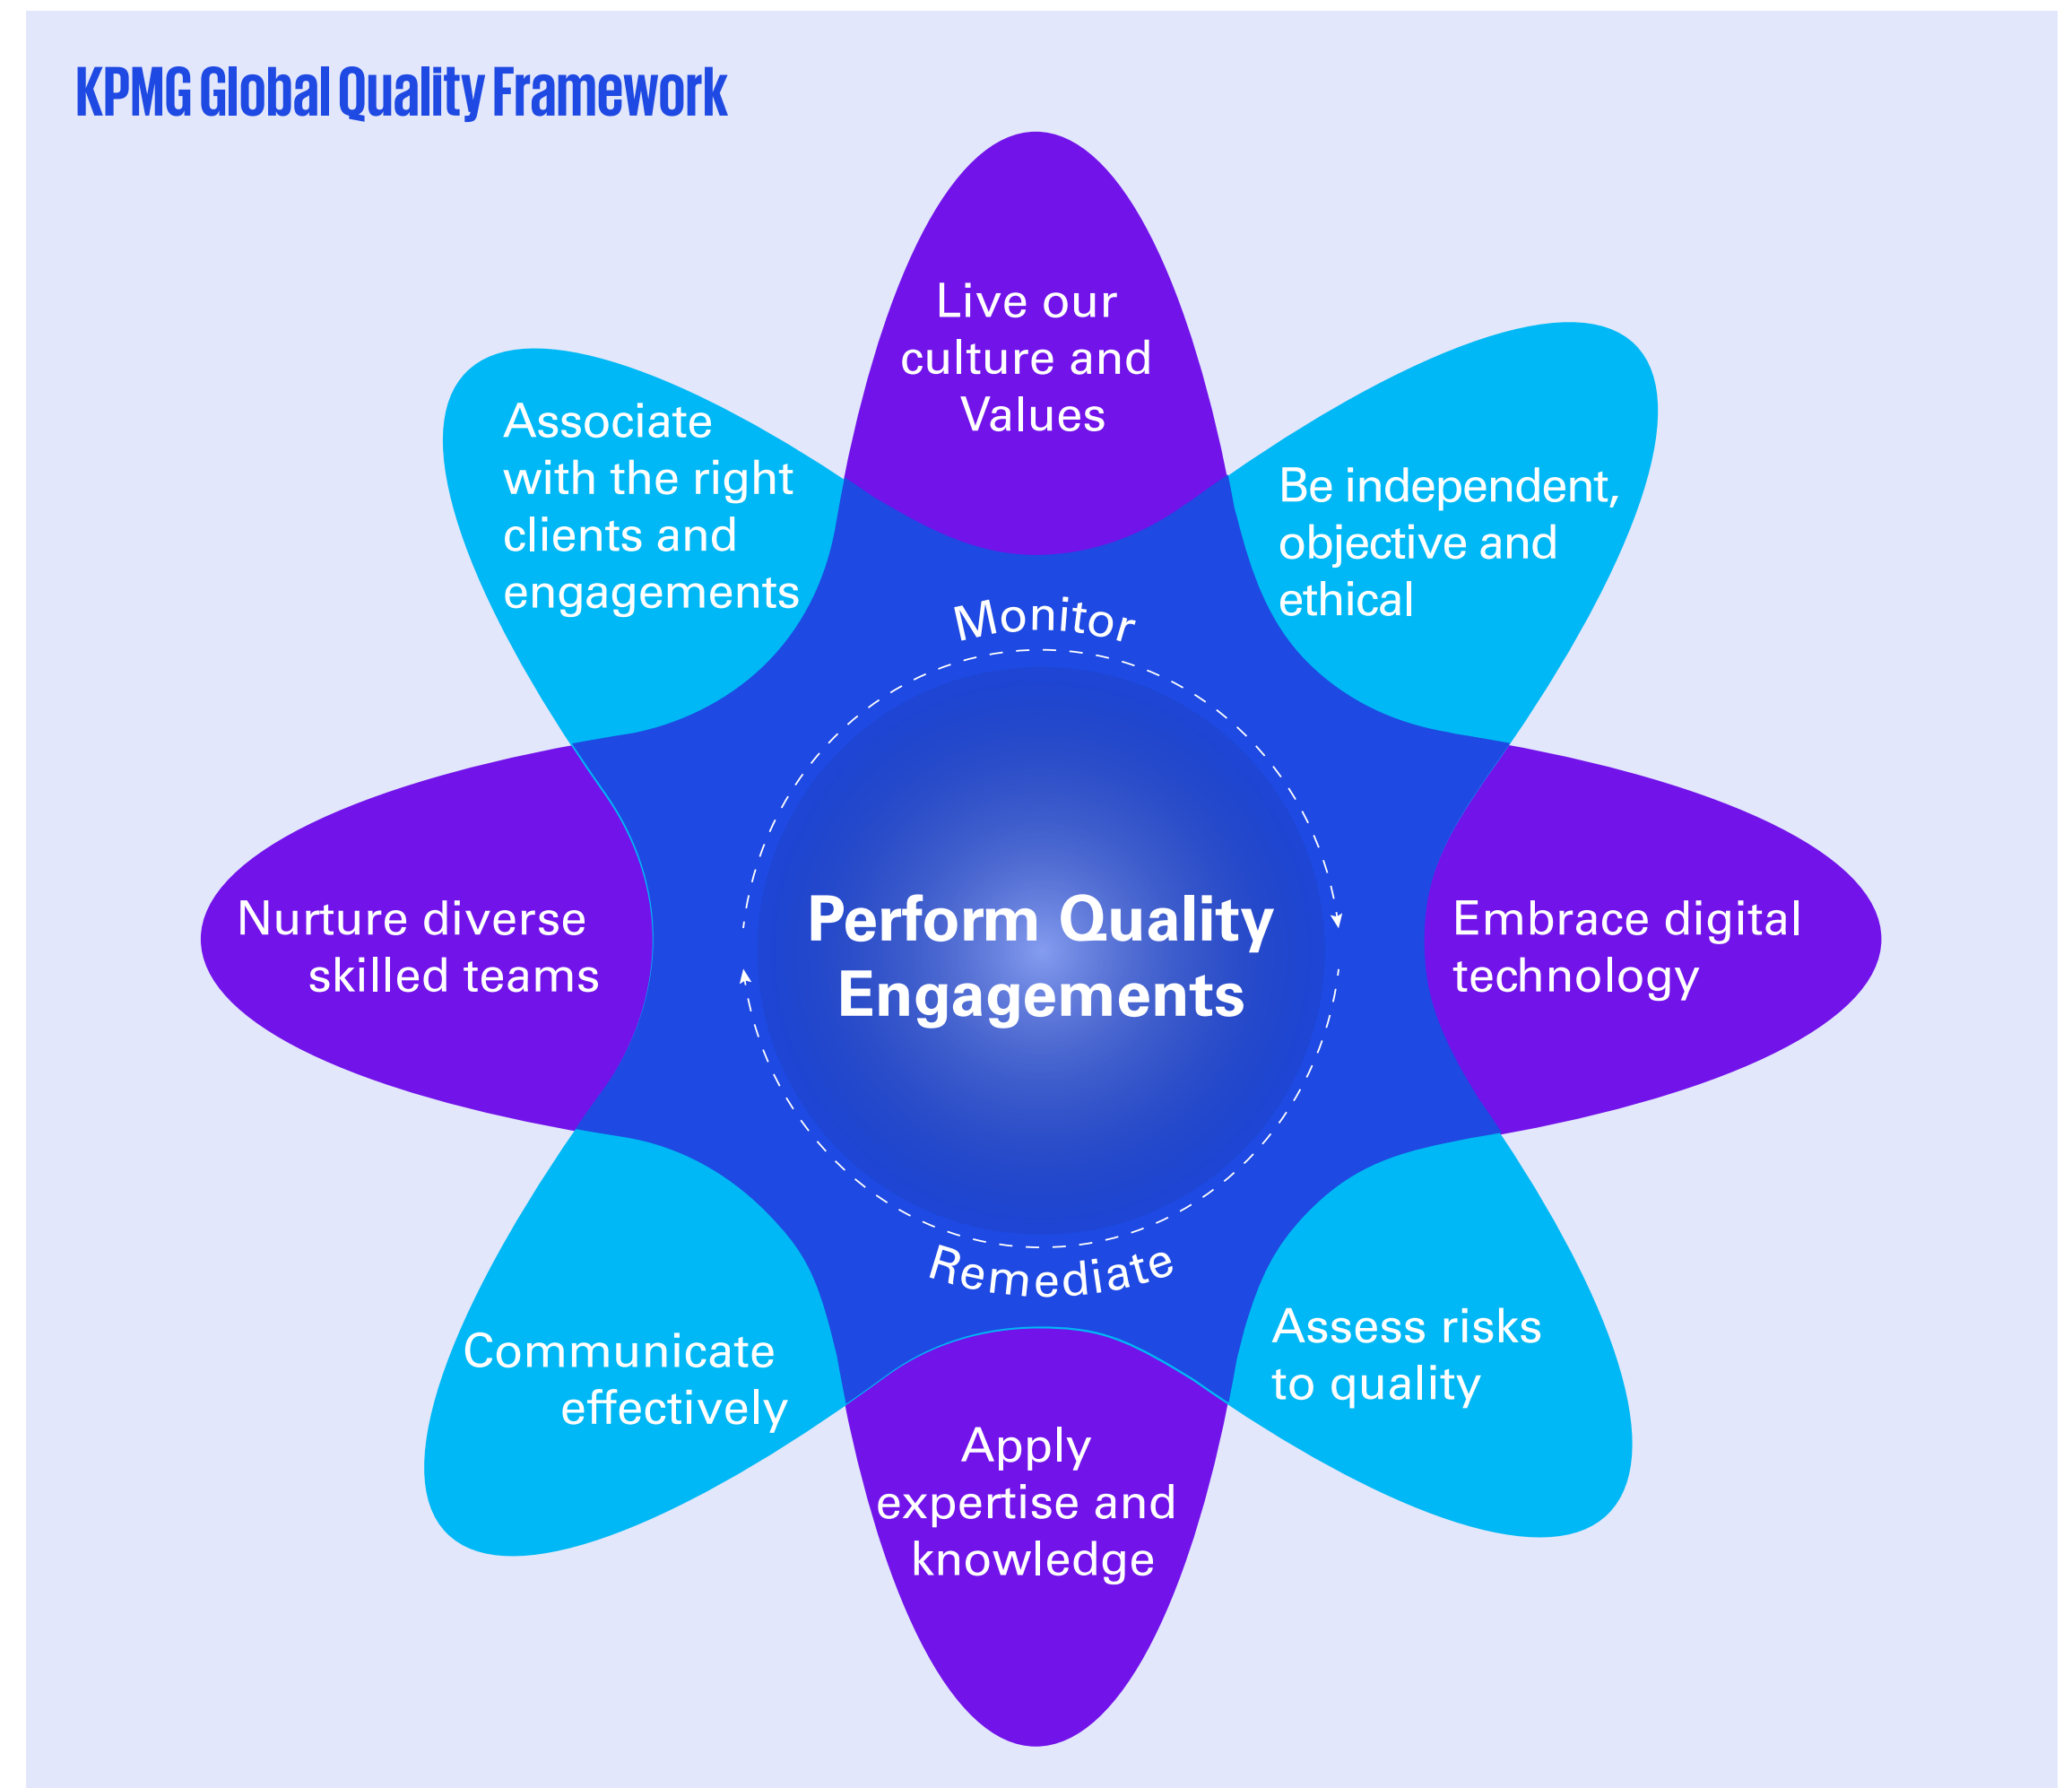 KPMG Global Quality Framework
Live our
culture and
Values
Be independent,
objective and
ethical
Embrace digital
technology
Assess risks
to quality
Apply
expertise and
knowledge
Communicate
effectively
Nurture diverse
skilled teams
Associate
with the right
clients and
engagements
Monitor
Perform Quality
Engagements
Remediate